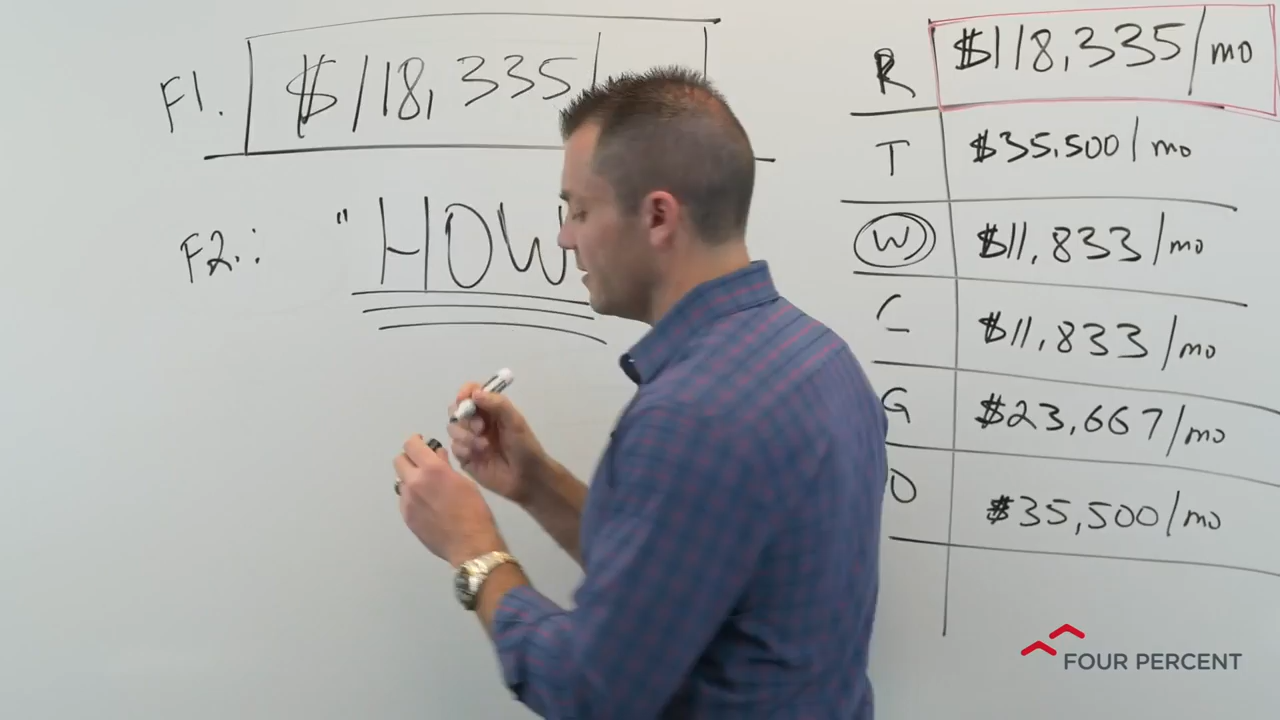 F1. $118,335/
F2.: "HOW
R $118,335/mo
T $35,500/mo
W $11,833/mo
C $11,833/mo
G $23,667/mo
O $35,500/mo
FOUR PERCENT